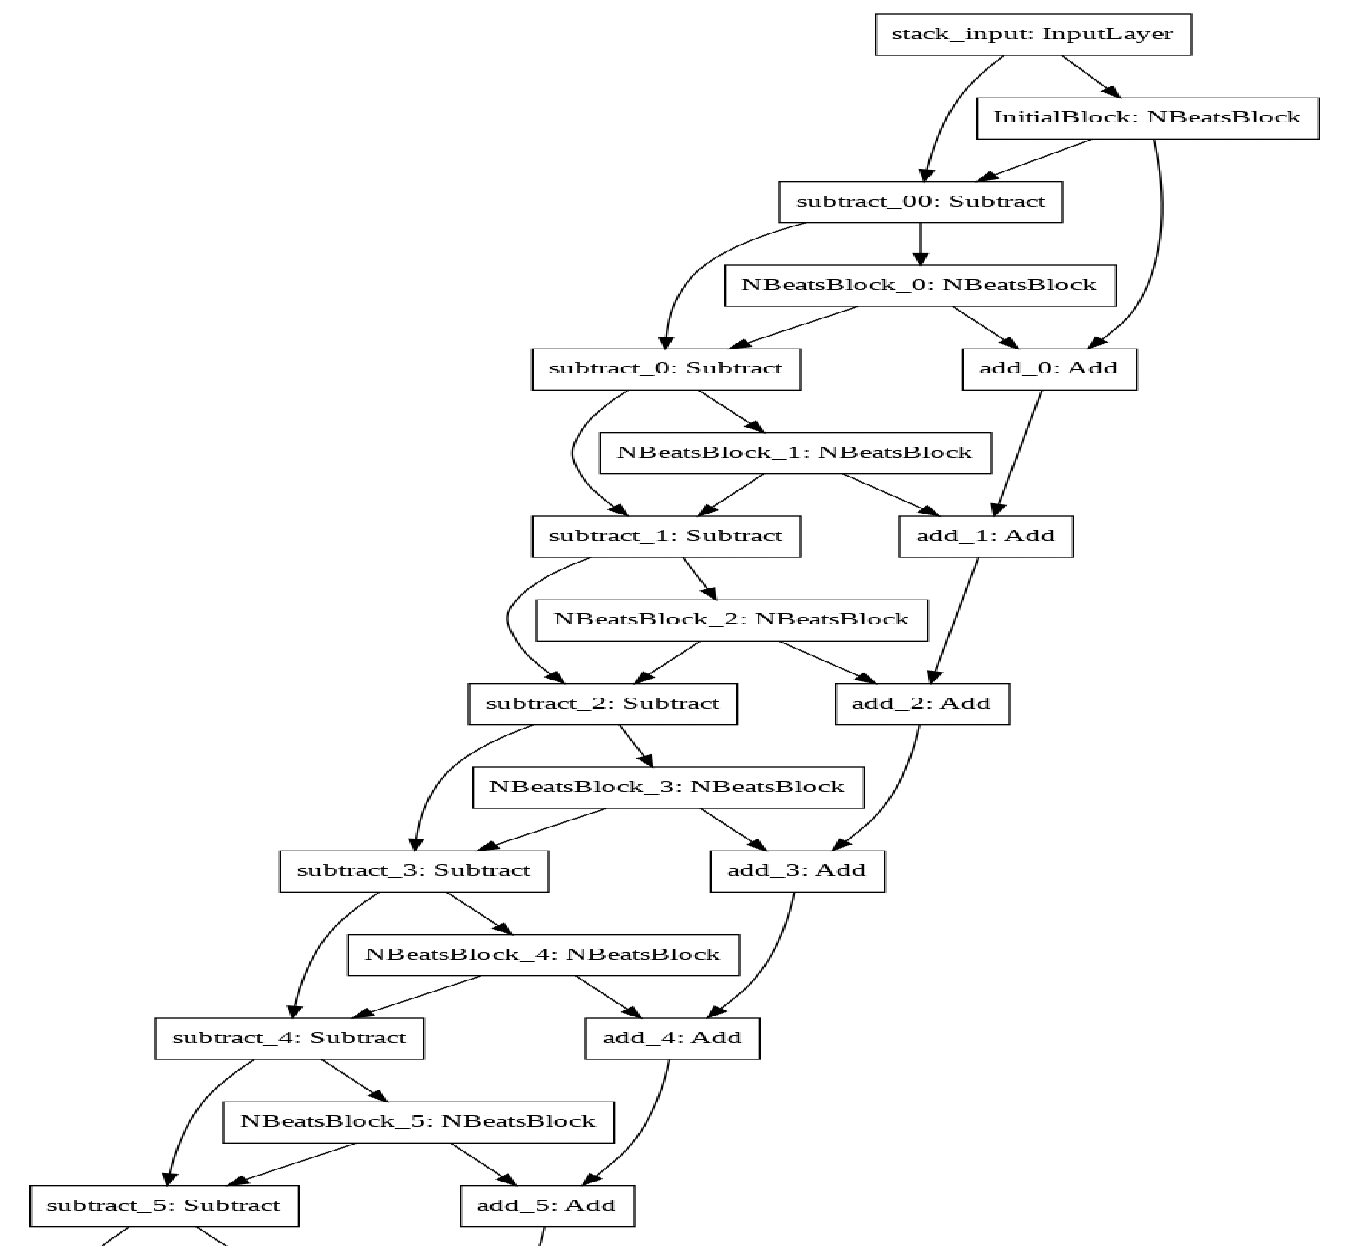 stack_input: InputLayer
InitialBlock: NBeatsBlock
subtract_00: Subtract
NBeatsBlock_0: NBeatsBlock
subtract_0: Subtract
add_0: Add
NBeatsBlock_1: NBeatsBlock
subtract_1: Subtract
add_1: Add
NBeatsBlock_2: NBeatsBlock
subtract_2: Subtract
add_2: Add
NBeatsBlock_3: NBeatsBlock
subtract_3: Subtract
add_3: Add
NBeatsBlock_4: NBeatsBlock
subtract_4: Subtract
add_4: Add
NBeatsBlock_5: NBeatsBlock
subtract_5: Subtract
add_5: Add